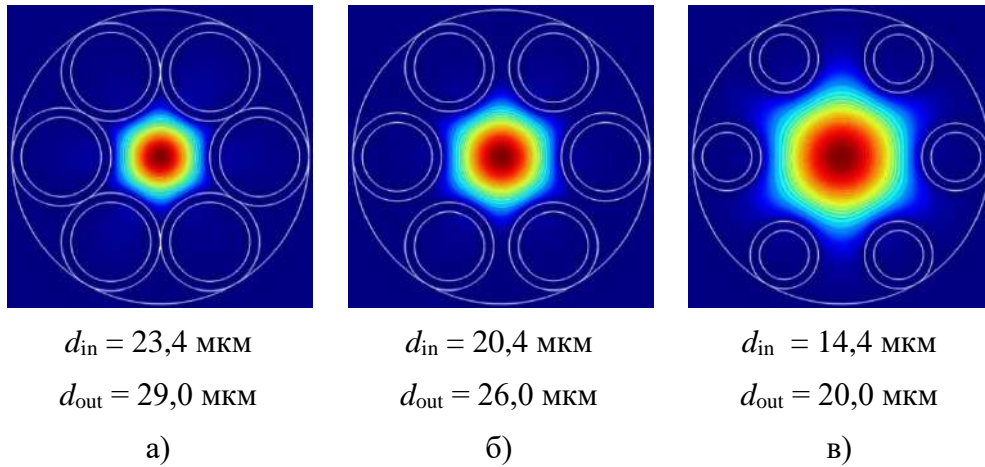 d_in = 23,4 мкм d_in = 20,4 мкм d_in = 14,4 мкм
d_out = 29,0 мкм d_out = 26,0 мкм d_out = 20,0 мкм
а) б) в)